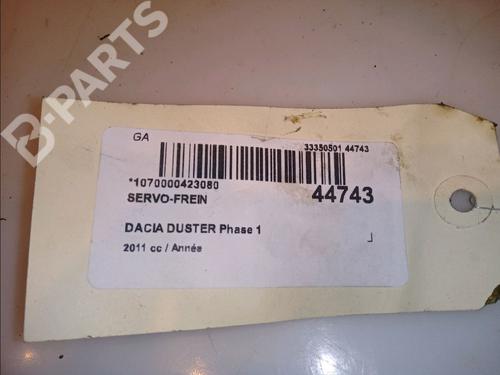 B-PARTS
GA
33350501 44743
*1070000423080
44743
SERVO-FREIN
DACIA DUSTER Phase 1
2011 cc / Année